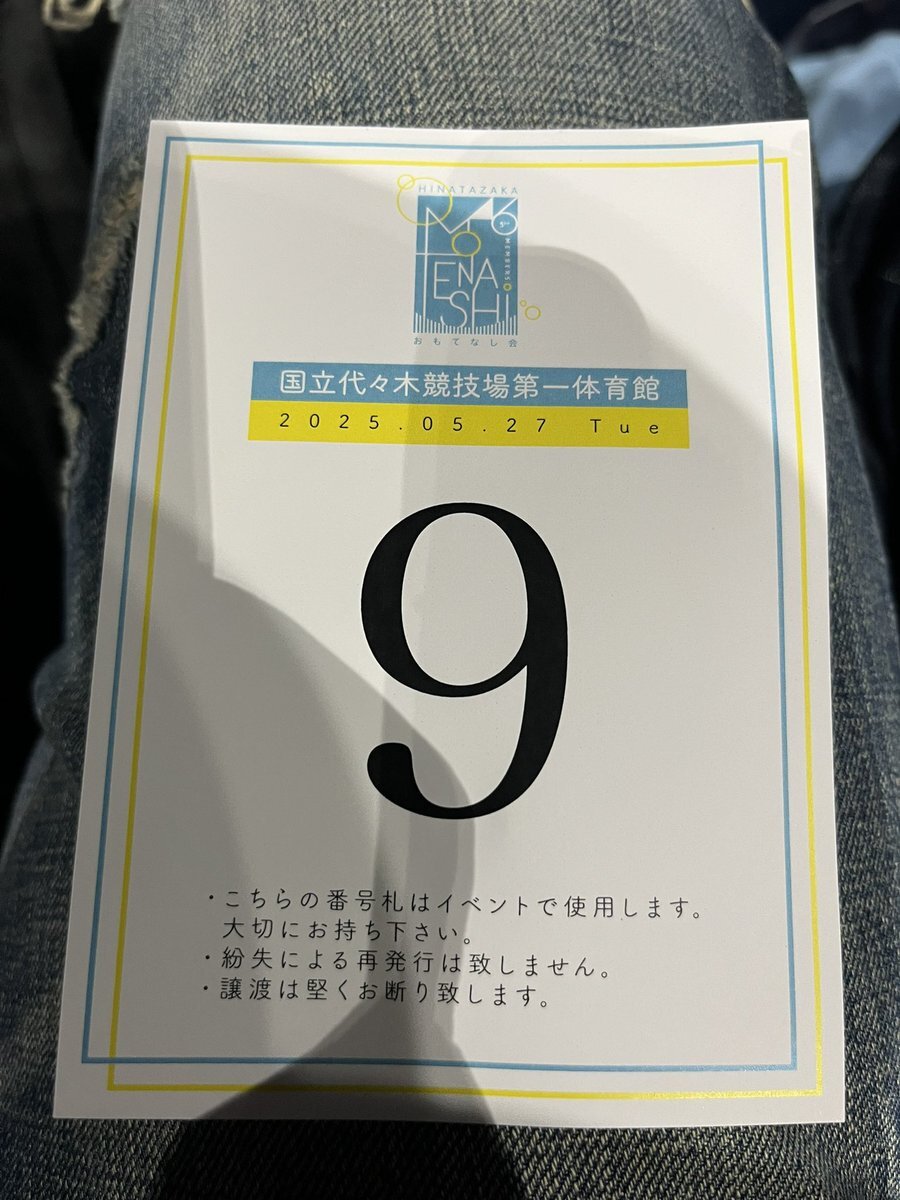 HINATAZAKA
46
MOTENASHI
5th MEMBERS
おもてなし会
国立代々木競技場第一体育館
2025.05.27 Tue
9
・こちらの番号札はイベントで使用します。
大切にお持ち下さい。
・紛失による再発行は致しません。
・譲渡は堅くお断り致します。